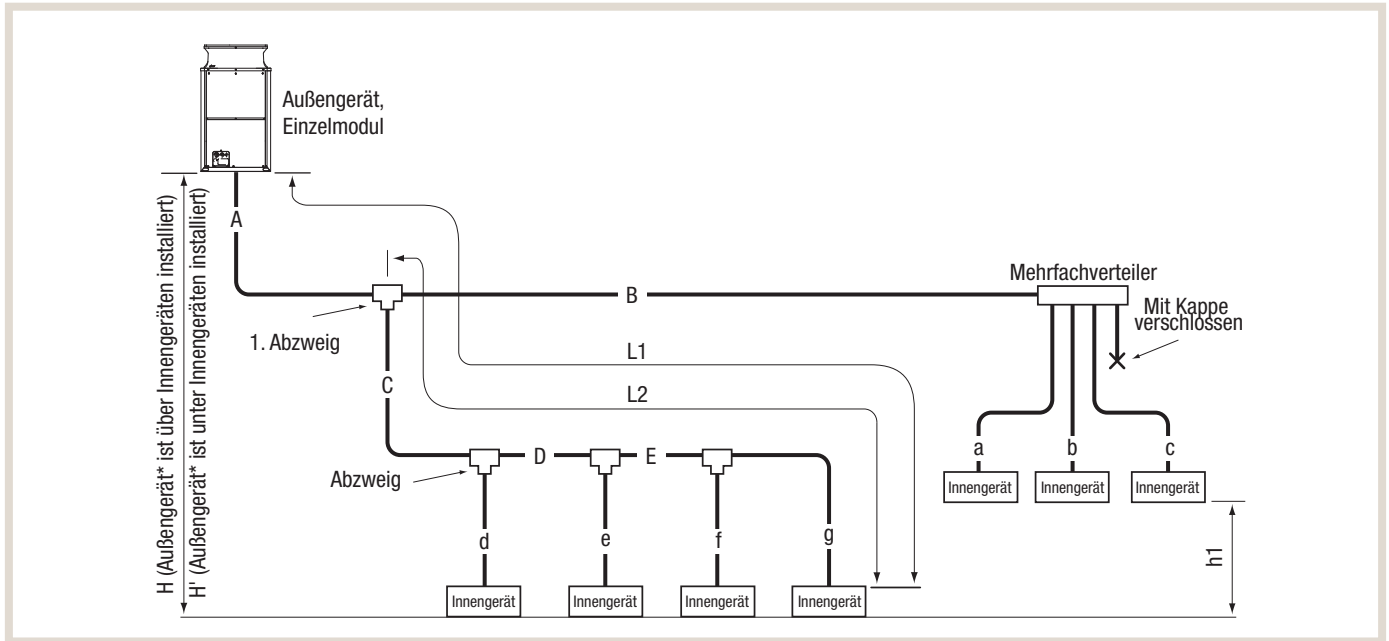 Außengerät,
Einzelmodul
H (Außengerät* ist über Innengeräten installiert)
H' (Außengerät* ist unter Innengeräten installiert)
A
Mehrfachverteiler
B
Mit Kappe
verschlossen
1. Abzweig
L1
C
L2
a
b
c
D
E
Abzweig
Innengerät
Innengerät
Innengerät
d
e
f
g
h1
Innengerät
Innengerät
Innengerät
Innengerät